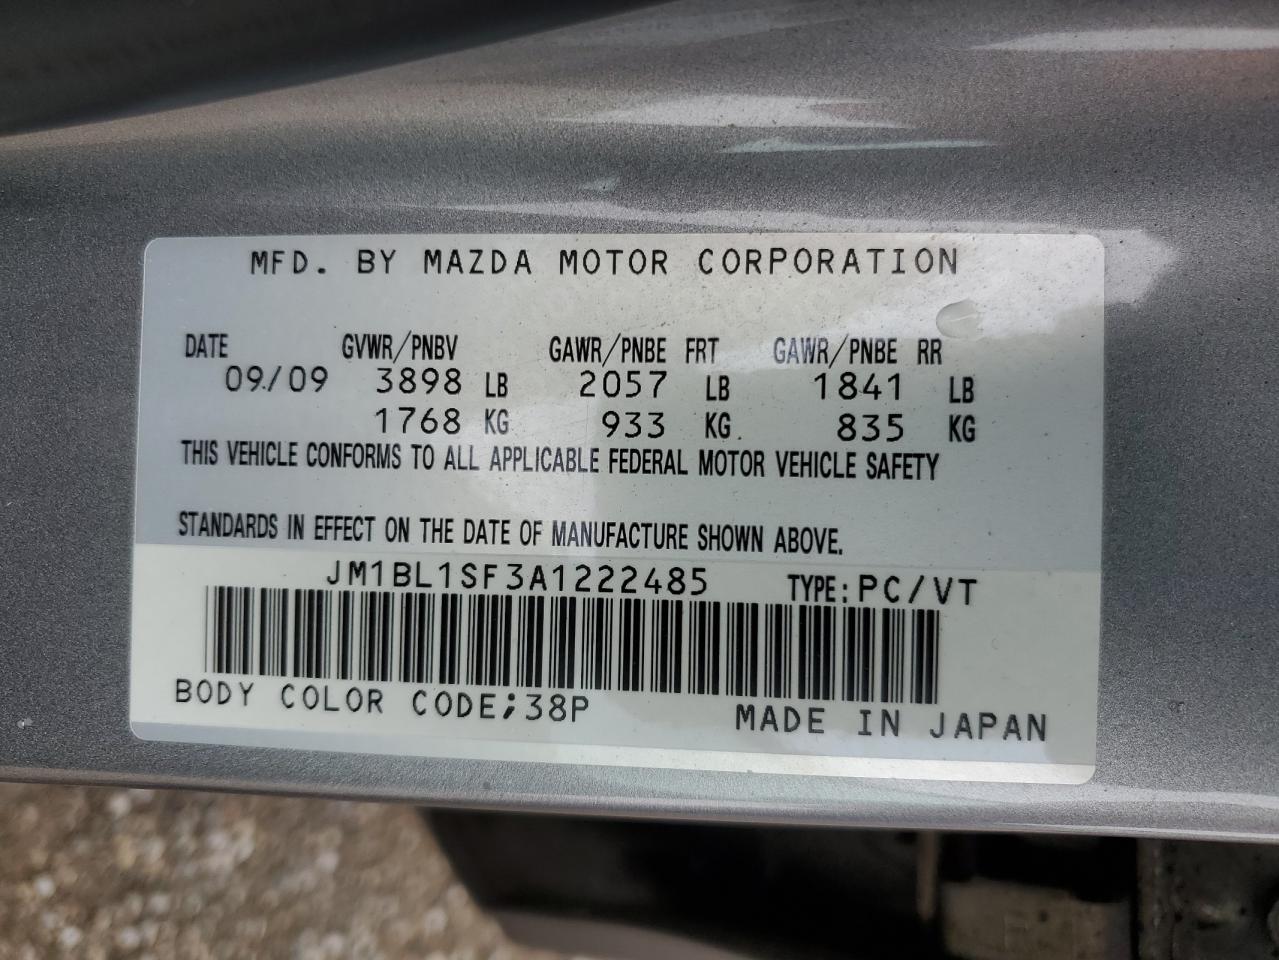 MFD. BY MAZDA MOTOR CORPORATION
DATE GVWR/PNBV GAWR/PNBE FRT GAWR/PNBE RR
09/09 3898 LB 2057 LB 1841 LB
1768 KG 933 KG 835 KG
THIS VEHICLE CONFORMS TO ALL APPLICABLE FEDERAL MOTOR VEHICLE SAFETY
STANDARDS IN EFFECT ON THE DATE OF MANUFACTURE SHOWN ABOVE.
JM1BL1SF3A1222485 TYPE:PC/VT
BODY COLOR CODE;38P MADE IN JAPAN